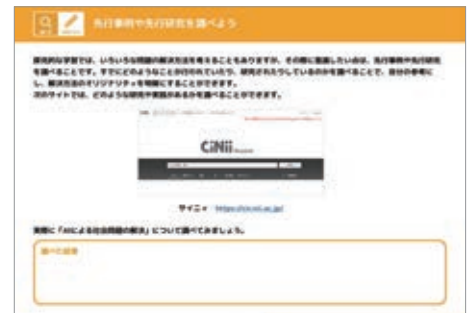 先行事例や先行研究を調べよう
探究的な学習では、いろいろな問題の解決方法を考えることもありますが、その際に意識したいのは、先行事例や先行研究
を調べることです。すでにどのようなことが行われていたり、研究されたりしているのかを調べることで、自分の参考に
し、解決方法のオリジナリティを明確にすることができます。
次のサイトでは、どのような研究や実践があるかを調べることができます。
CiNii
サイニィ https://cir.nii.ac.jp/
実際に「AIによる社会問題の解決」について調べてみましょう。
調べた結果